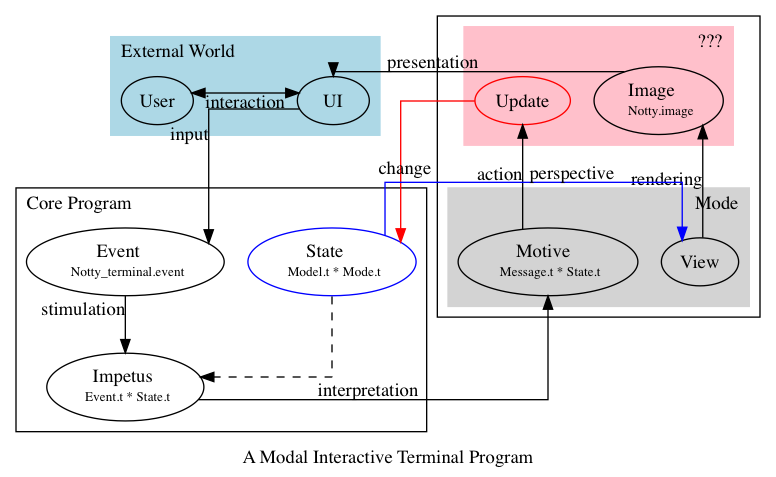 External World
???
presentation
User
interaction
UI
Update
Image
Notty.image
input
change
action
perspective
rendering
Core Program
Mode
Event
Notty_terminal.event
State
Model.t * Mode.t
Motive
Message.t * State.t
View
stimulation
Impetus
Event.t * State.t
interpretation
A Modal Interactive Terminal Program